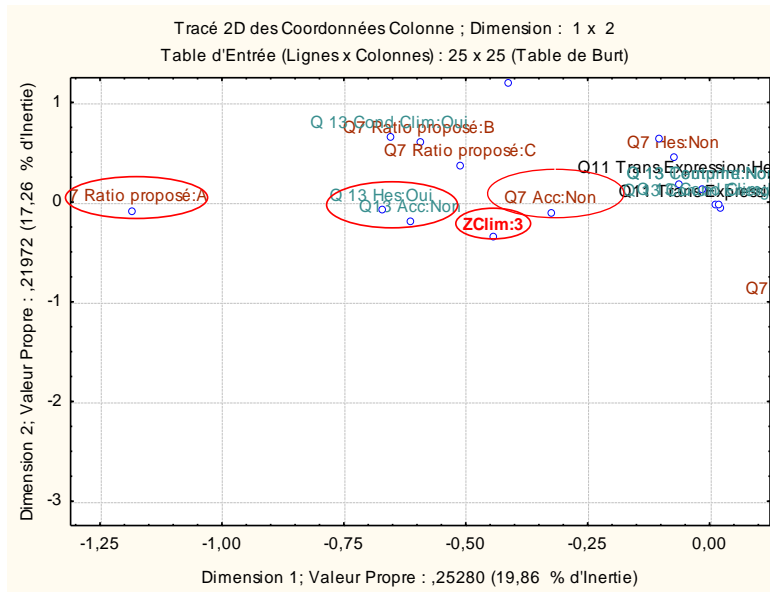 Tracé 2D des Coordonnées Colonne ; Dimension : 1 x 2
Table d'Entrée (Lignes x Colonnes) : 25 x 25 (Table de Burt)
1
Q 13 Cond Clim:Oui
Q7 Ratio proposé:B
Q7 Hes:Non
Q7 Ratio proposé:C
Q11 TransExpression:He
7 Ratio proposé:A
Q 13 Hes:Oui
Q13 Acc:Non
Q7 Acc:Non
0
ZClim:3
Q7
-1
-2
-3
-1,25
-1,00
-0,75
-0,50
-0,25
0,00
Dimension 2; Valeur Propre : ,21972 (17,26 % d'Inertie)
Dimension 1; Valeur Propre : ,25280 (19,86 % d'Inertie)